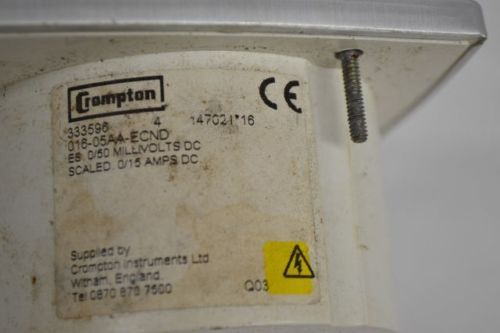 Crompton
CE
333596 4 147021*16
016-05AA-ECND
ES. 0/50 MILLIVOLTS DC
SCALED. 0/15 AMPS DC.
Supplied by
Crompton Instruments Ltd
Witham, England.
Tel 0870 870 7500
Q03